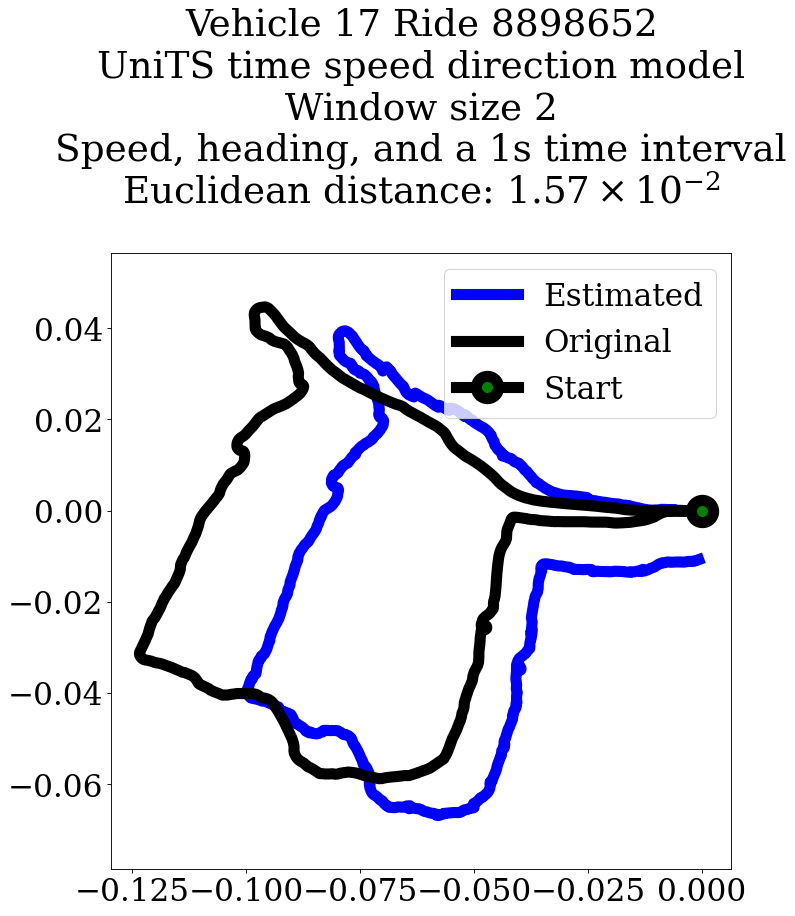 Vehicle 17 Ride 8898652
UniTS time speed direction model
Window size 2
Speed, heading, and a 1s time interval
Euclidean distance: 1.57 × 10⁻²
Estimated
Original
Start
0.04
0.02
0.00
−0.02
−0.04
−0.06
−0.125 −0.100 −0.075 −0.050 −0.025 0.000